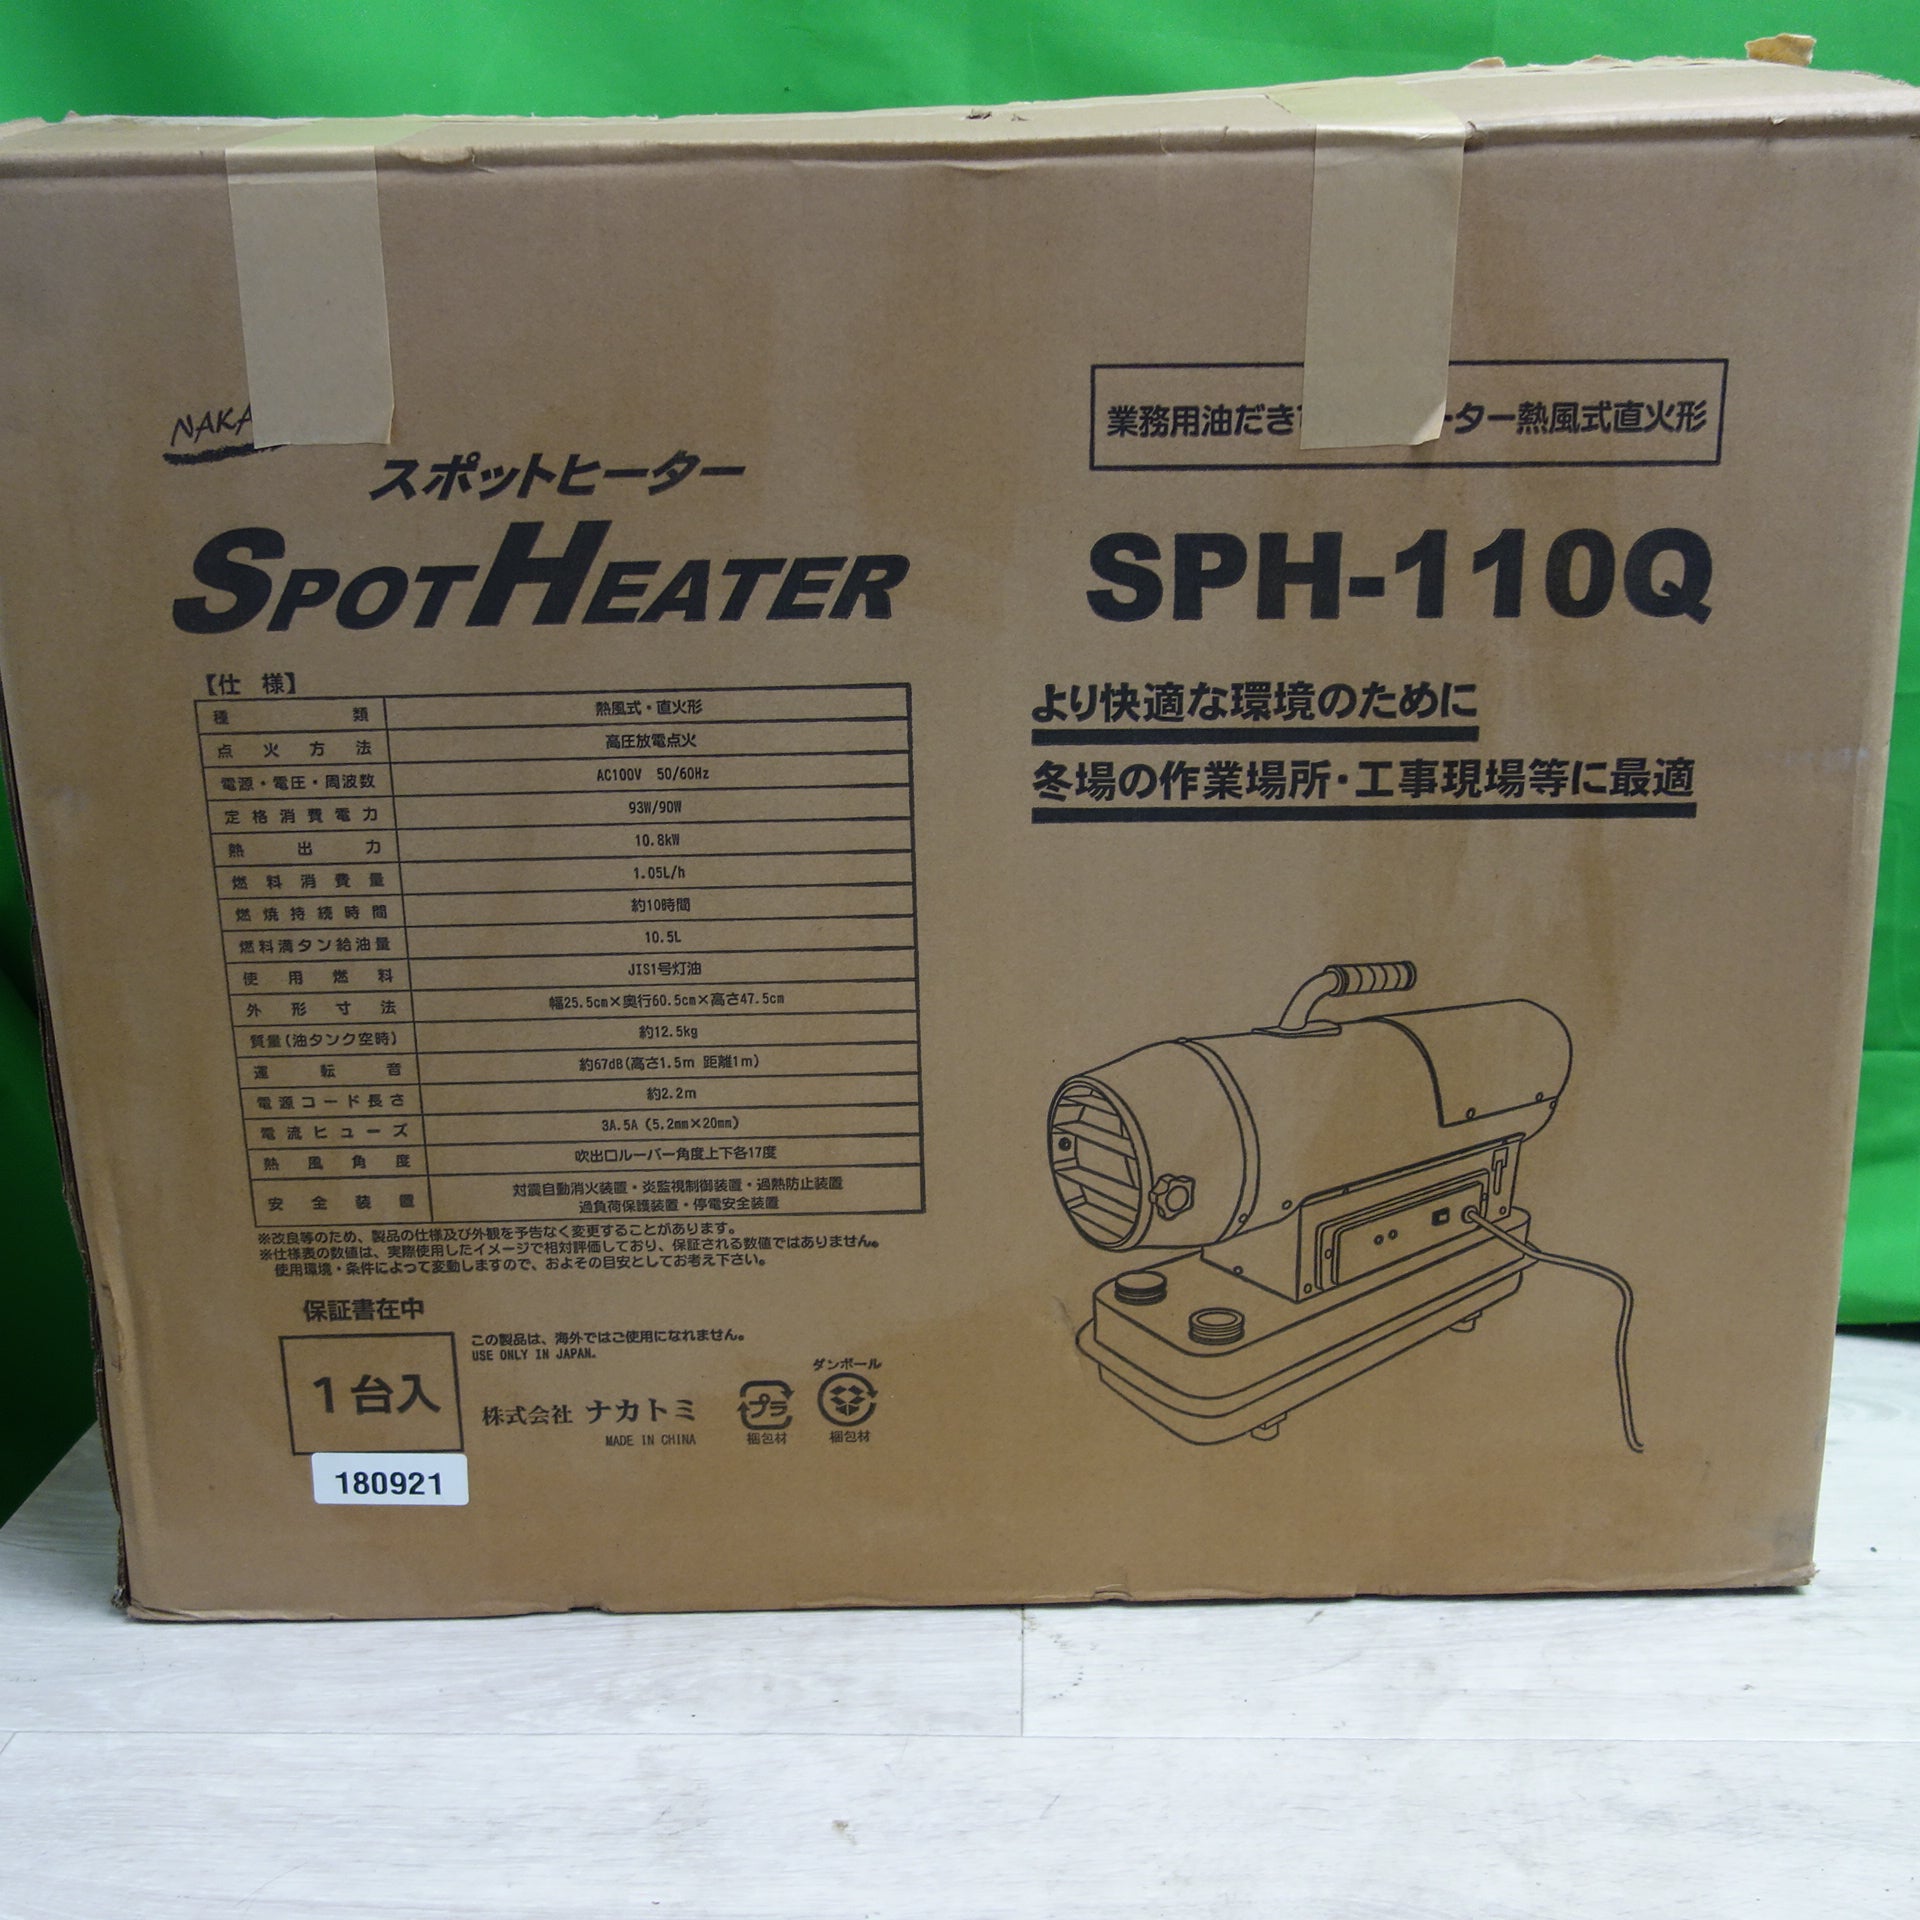 NAKA
スポットヒーター
SPOTHEATER
業務用油だき ーター熱風式直火形
SPH-110Q
より快適な環境のために
冬場の作業場所・工事現場等に最適
【仕 様】
種類 熱風式・直火形
点火方法 高圧放電点火
電源・電圧・周波数 AC100V 50/60Hz
定格消費電力 93W/90W
熱出力 10.8kW
燃料消費量 1.05L/h
燃焼持続時間 約10時間
燃料満タン給油量 10.5L
使用燃料 JIS1号灯油
外形寸法 幅25.5cm×奥行60.5cm×高さ47.5cm
質量(油タンク空時) 約12.5kg
運転音 約67dB(高さ1.5m 距離1m)
電源コード長さ 約2.2m
電流ヒューズ 3A.5A (5.2mm×20mm)
熱風角度 吹出口ルーバー角度上下各17度
安全装置 対震自動消火装置・炎監視制御装置・過熱防止装置
過負荷保護装置・停電安全装置
※改良等のため、製品の仕様及び外観を予告なく変更することがあります。
※仕様表の数値は、実際使用したイメージで相対評価しており、保証される数値ではありません。
使用環境・条件によって変動しますので、おおよその目安としてお考え下さい。
保証書在中
1台入
この製品は、海外ではご使用になれません。
USE ONLY IN JAPAN.
株式会社 ナカトミ
MADE IN CHINA
プラ
梱包材
ダンボール
梱包材
180921